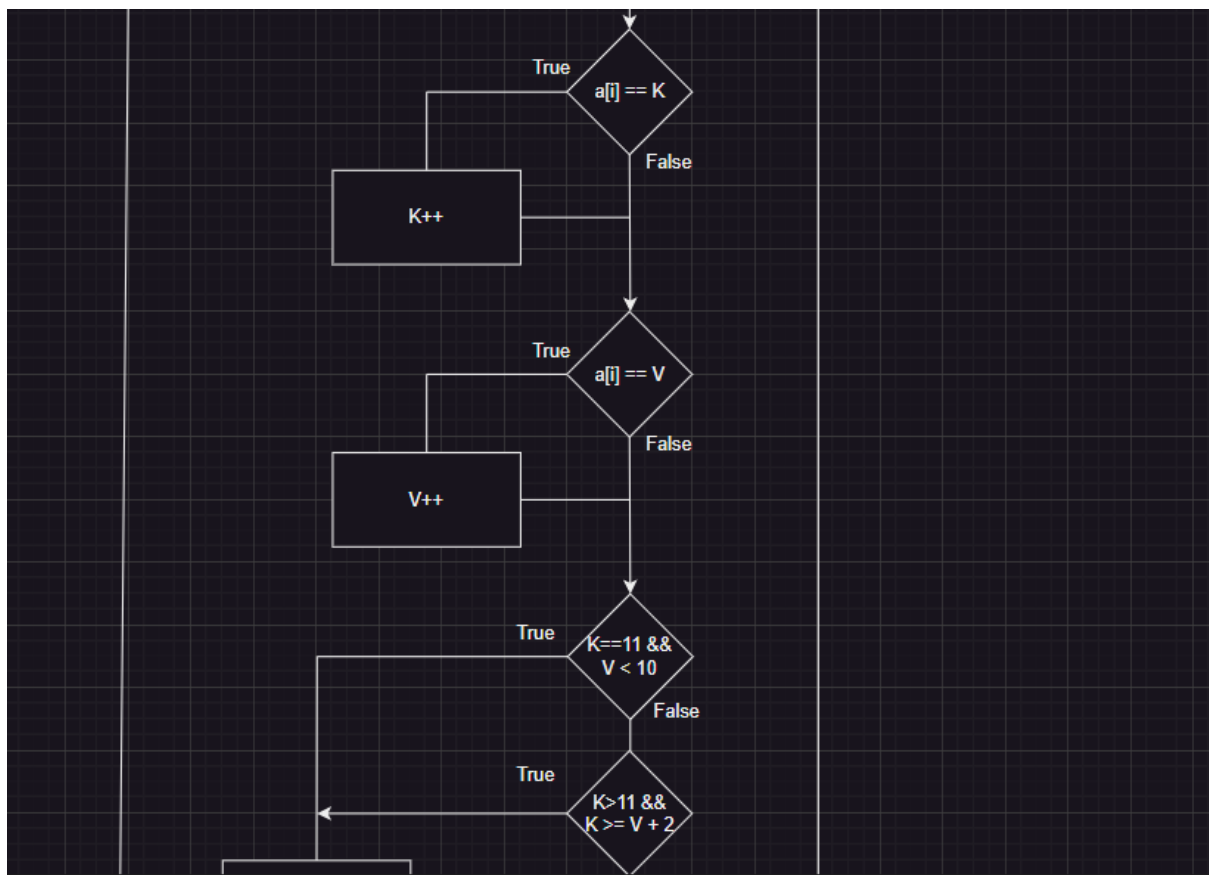 True
a[i] == K
False
K++
True
a[i] == V
False
V++
True
K==11 &&
V < 10
False
True
K>11 &&
K >= V + 2